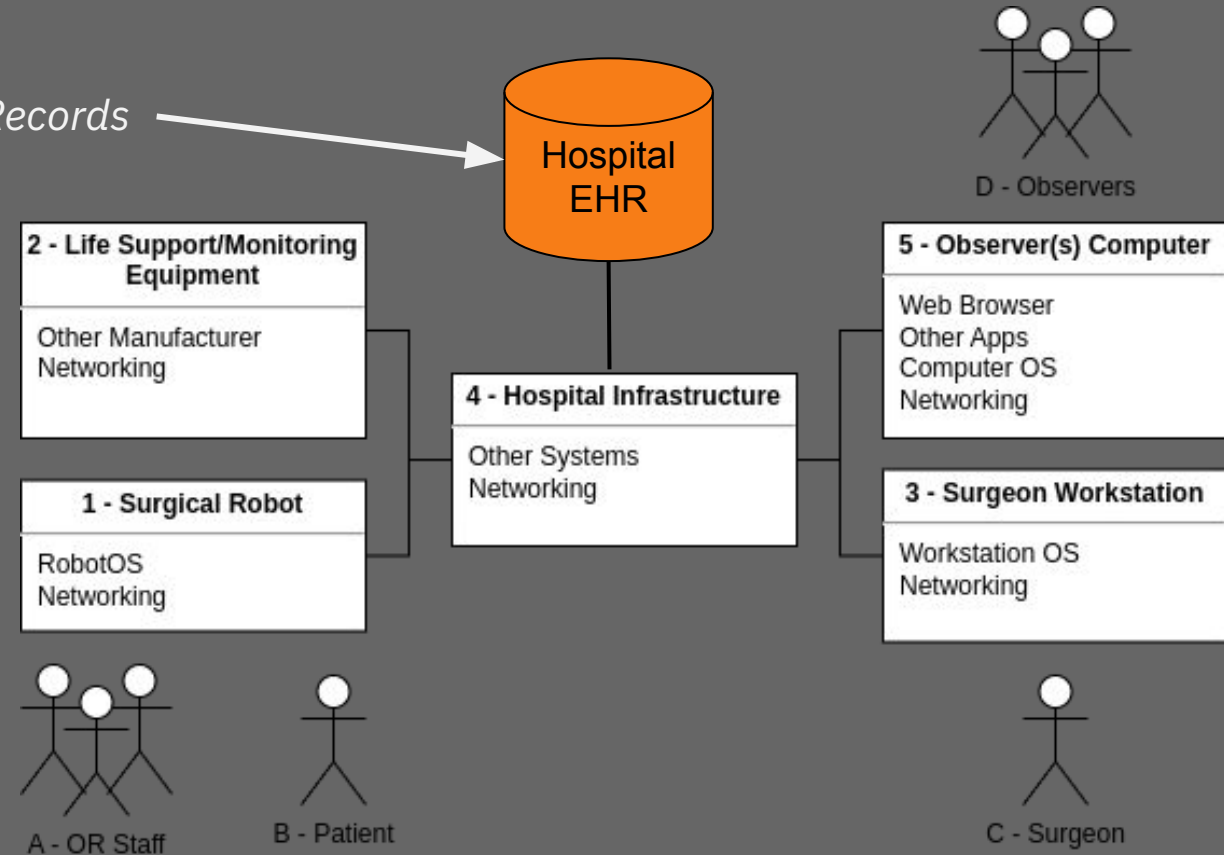 Records
Hospital
EHR
D - Observers
2 - Life Support/Monitoring
Equipment
Other Manufacturer
Networking
5 - Observer(s) Computer
Web Browser
Other Apps
Computer OS
Networking
4 - Hospital Infrastructure
Other Systems
Networking
1 - Surgical Robot
RobotOS
Networking
3 - Surgeon Workstation
Workstation OS
Networking
A - OR Staff
B - Patient
C - Surgeon